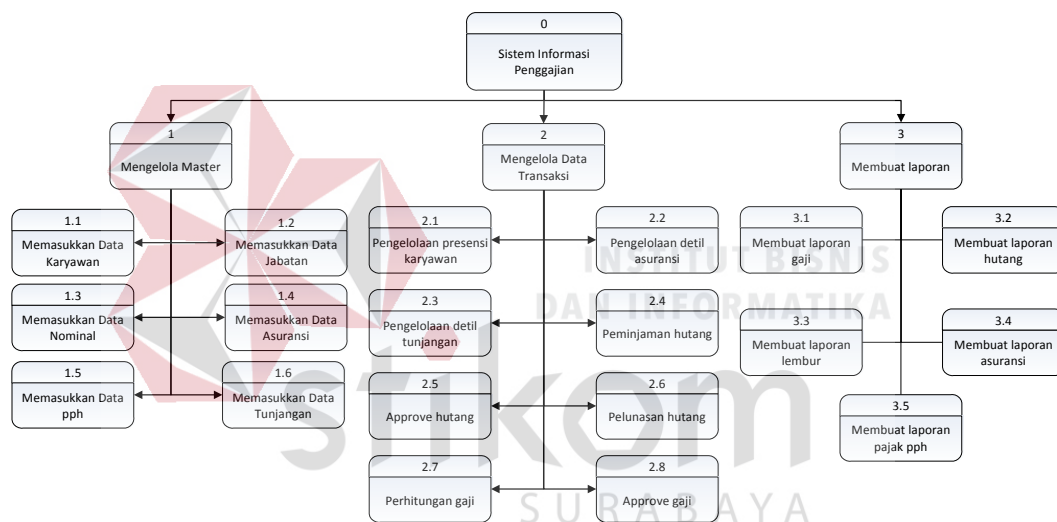 0
Sistem Informasi
Penggajian
1
Mengelola Master
2
Mengelola Data
Transaksi
3
Membuat laporan
1.1
Memasukkan Data
Karyawan
1.2
Memasukkan Data
Jabatan
1.3
Memasukkan Data
Nominal
1.4
Memasukkan Data
Asuransi
1.5
Memasukkan Data
pph
1.6
Memasukkan Data
Tunjangan
2.1
Pengelolaan presensi
karyawan
2.2
Pengelolaan detil
asuransi
2.3
Pengelolaan detil
tunjangan
2.4
Peminjaman hutang
2.5
Approve hutang
2.6
Pelunasan hutang
2.7
Perhitungan gaji
2.8
Approve gaji
3.1
Membuat laporan
gaji
3.2
Membuat laporan
hutang
3.3
Membuat laporan
lembur
3.4
Membuat laporan
asuransi
3.5
Membuat laporan
pajak pph
INSTITUT BISNIS
DAN INFORMATIKA
stikom
SURABAYA